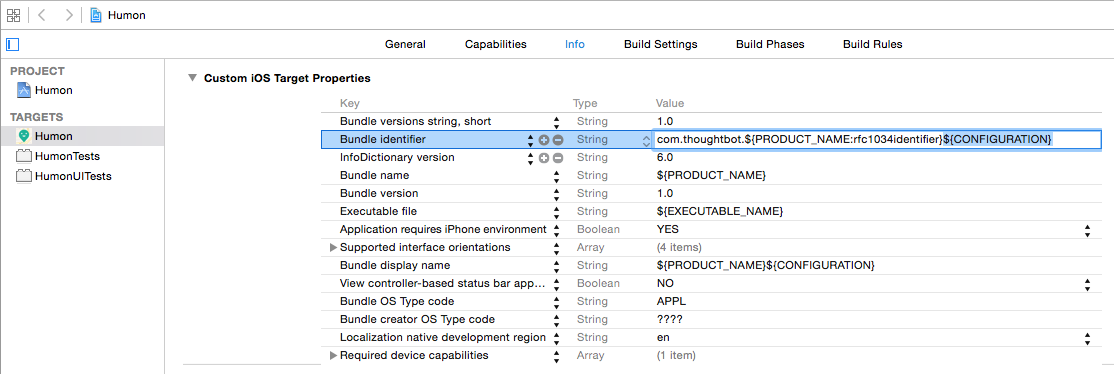 Humon
General Capabilities Info Build Settings Build Phases Build Rules
PROJECT
Humon
TARGETS
Humon
HumonTests
HumonUITests
Custom iOS Target Properties
Key Type Value
Bundle versions string, short String 1.0
Bundle identifier String com.thoughtbot.${PRODUCT_NAME:rfc1034identifier}${CONFIGURATION}
InfoDictionary version String 6.0
Bundle name String ${PRODUCT_NAME}
Bundle version String 1.0
Executable file String ${EXECUTABLE_NAME}
Application requires iPhone environment Boolean YES
Supported interface orientations Array (4 items)
Bundle display name String ${PRODUCT_NAME}${CONFIGURATION}
View controller-based status bar app... Boolean NO
Bundle OS Type code String APPL
Bundle creator OS Type code String ????
Localization native development region String en
Required device capabilities Array (1 item)